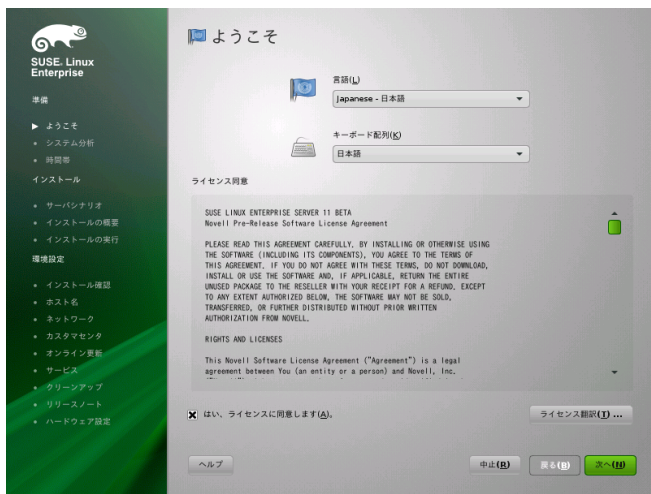 SUSE. Linux
Enterprise
準備
ようこそ
システム分析
時間帯
インストール
サーバシナリオ
インストールの概要
インストールの実行
環境設定
インストール確認
ホスト名
ネットワーク
カスタマセンタ
オンライン更新
サービス
クリーンアップ
リリースノート
ハードウェア設定
ようこそ
言語(L)
Japanese - 日本語
キーボード配列(K)
日本語
ライセンス同意
SUSE LINUX ENTERPRISE SERVER 11 BETA
Novell Pre-Release Software License Agreement
PLEASE READ THIS AGREEMENT CAREFULLY. BY INSTALLING OR OTHERWISE USING
THE SOFTWARE (INCLUDING ITS COMPONENTS), YOU AGREE TO THE TERMS OF
THIS AGREEMENT. IF YOU DO NOT AGREE WITH THESE TERMS, DO NOT DOWNLOAD,
INSTALL OR USE THE SOFTWARE AND, IF APPLICABLE, RETURN THE ENTIRE
UNUSED PACKAGE TO THE RESELLER WITH YOUR RECEIPT FOR A REFUND. EXCEPT
TO ANY EXTENT AUTHORIZED BELOW, THE SOFTWARE MAY NOT BE SOLD,
TRANSFERRED, OR FURTHER DISTRIBUTED WITHOUT PRIOR WRITTEN
AUTHORIZATION FROM NOVELL.
RIGHTS AND LICENSES
This Novell Software License Agreement ("Agreement") is a legal
agreement between You (an entity or a person) and Novell, Inc.
はい、ライセンスに同意します(A)。
ライセンス翻訳(T) ...
ヘルプ
中止(R)
戻る(B)
次へ(N)